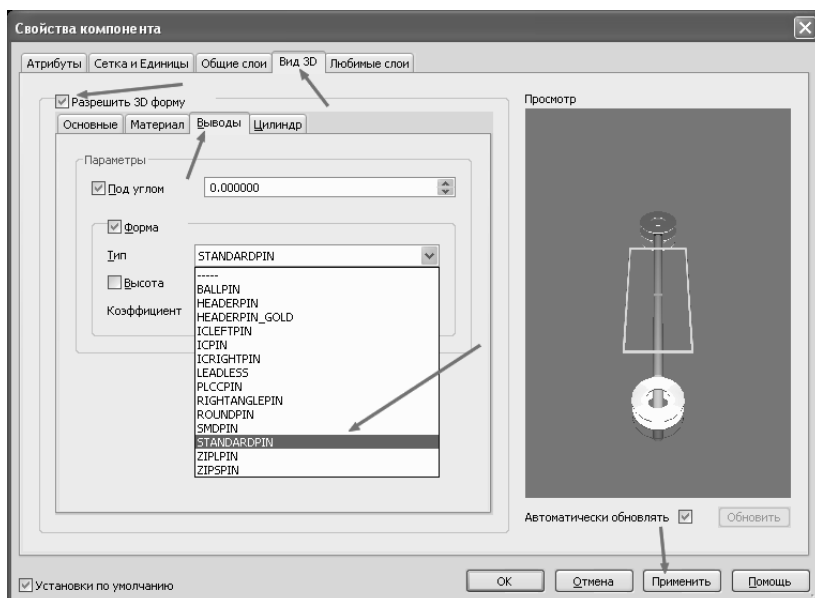 Свойства компонента
Атрибуты Сетка и Единицы Общие слои Вид 3D Любимые слои
Разрешить 3D форму
Просмотр
Основные Материал Выводы Цилиндр
Параметры
Под углом 0.000000
Форма
Тип STANDARDPIN
-----
Высота
BALLPIN
HEADERPIN
Коэффициент
HEADERPIN_GOLD
ICLEFTPIN
ICPIN
ICRIGHTPIN
LEADLESS
PLCCPIN
RIGHTANGLEPIN
ROUNDPIN
SMDPIN
STANDARDPIN
ZIPLPIN
ZIPSPIN
Автоматически обновлять Обновить
Установки по умолчанию OK Отмена Применить Помощь